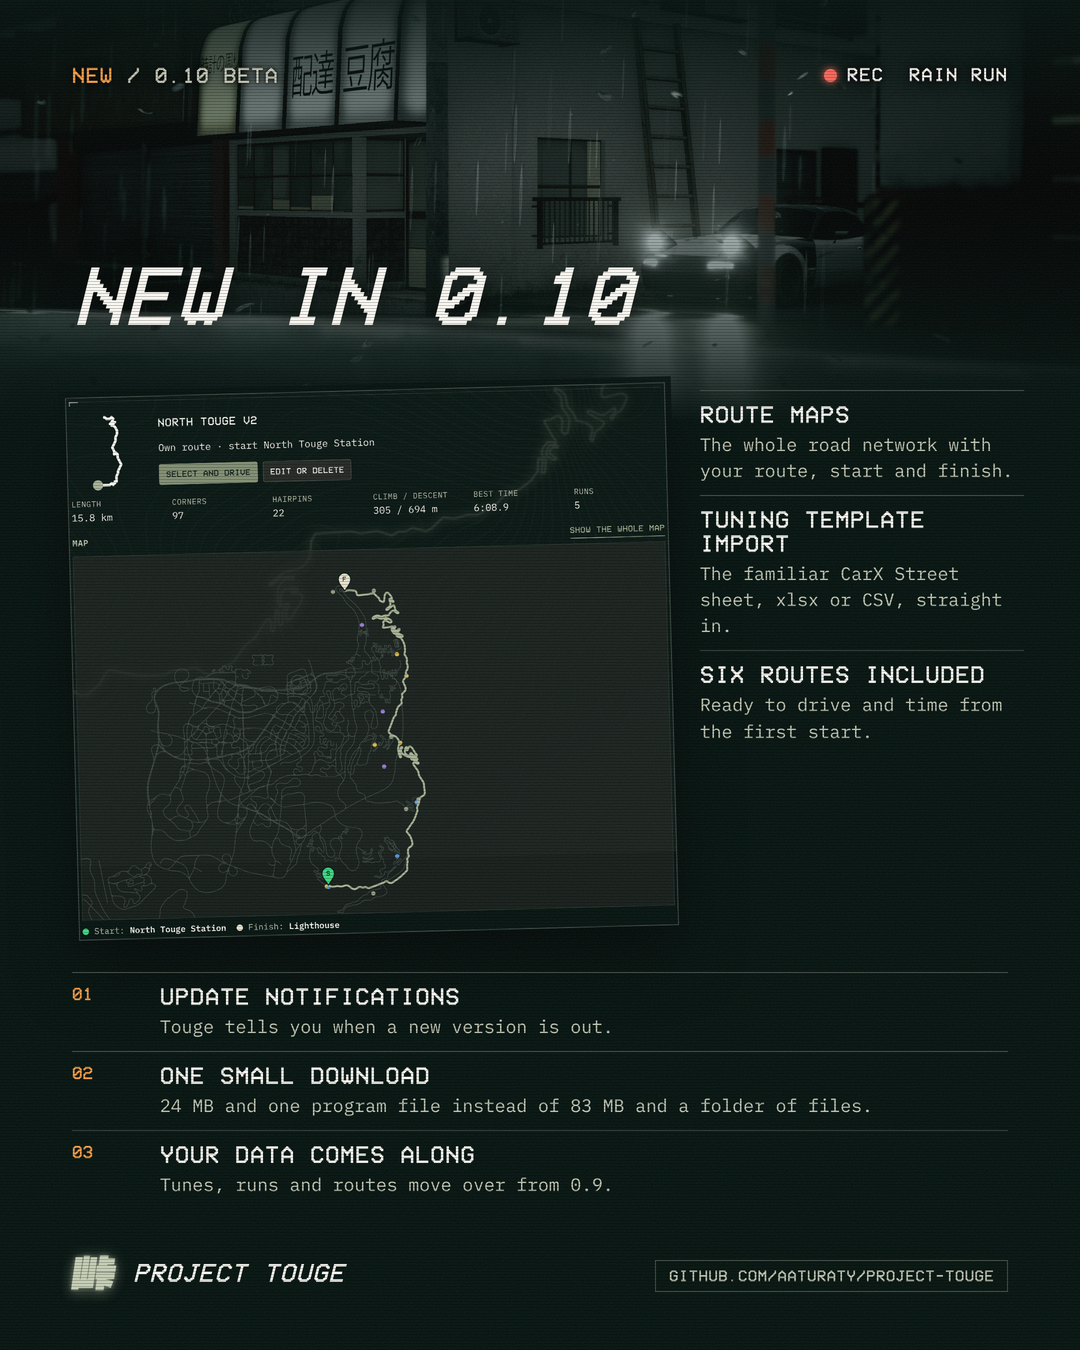 NEW / 0.10 BETA
配達 豆腐
REC RAIN RUN
NEW IN 0.10
NORTH TOUGE V2
Own route · start North Touge Station
SELECT AND DRIVE
EDIT OR DELETE
LENGTH
15.8 km
CORNERS
97
HAIRPINS
22
CLIMB / DESCENT
305 / 694 m
BEST TIME
6:08.9
RUNS
5
MAP
SHOW THE WHOLE MAP
F
S
Start: North Touge Station Finish: Lighthouse
ROUTE MAPS
The whole road network with
your route, start and finish.
TUNING TEMPLATE
IMPORT
The familiar CarX Street
sheet, xlsx or CSV, straight
in.
SIX ROUTES INCLUDED
Ready to drive and time from
the first start.
01
UPDATE NOTIFICATIONS
Touge tells you when a new version is out.
02
ONE SMALL DOWNLOAD
24 MB and one program file instead of 83 MB and a folder of files.
03
YOUR DATA COMES ALONG
Tunes, runs and routes move over from 0.9.
PROJECT TOUGE
GITHUB.COM/AATURATY/PROJECT-TOUGE